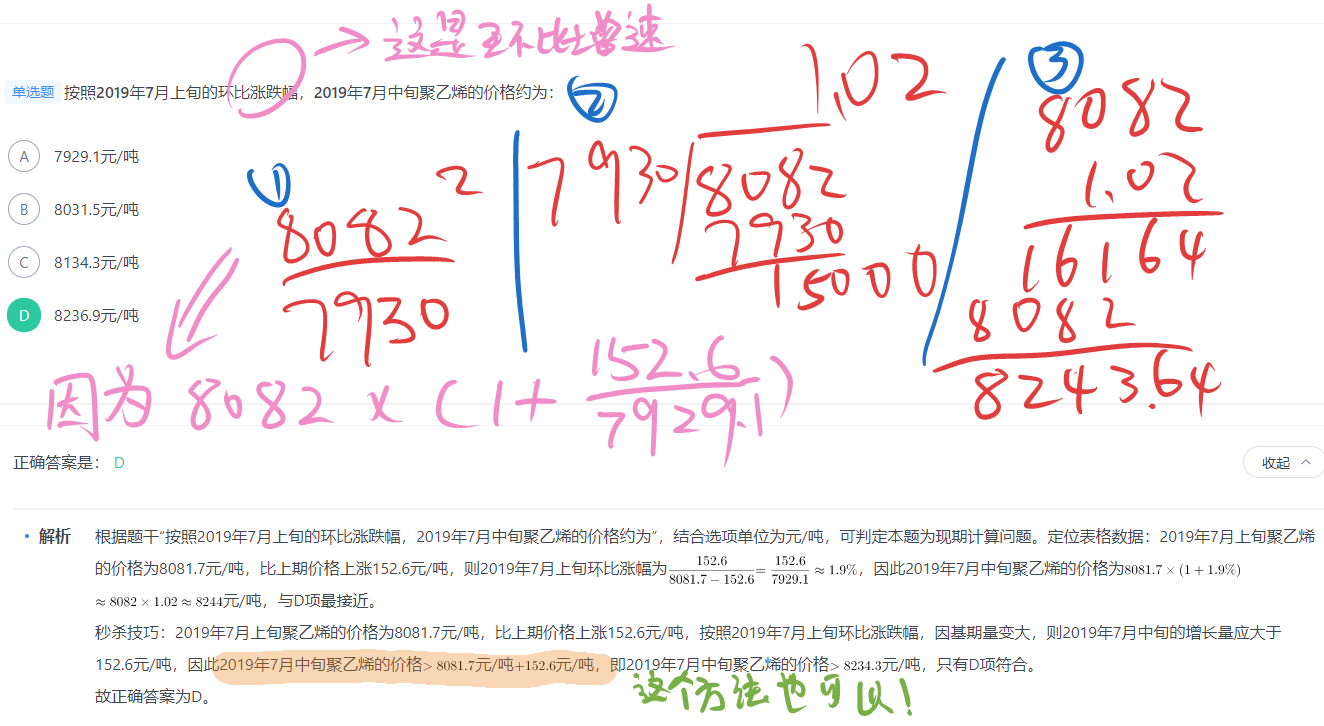 → 这是环比增速
单选题 按照2019年7月上旬的环比涨跌幅，2019年7月中旬聚乙烯的价格约为：
A 7929.1元/吨
B 8031.5元/吨
C 8134.3元/吨
D 8236.9元/吨
①
8082²
7930
②
1.02
7930 8082
7930
15000
③
8082
1.02
16164
8082
8243.64
因为 8082 × (1+152.6/7929.1)
正确答案是： D
收起
解析 根据题干“按照2019年7月上旬的环比涨跌幅，2019年7月中旬聚乙烯的价格约为”，结合选项单位为元/吨，可判定本题为现期计算问题。定位表格数据：2019年7月上旬聚乙烯
的价格为8081.7元/吨，比上期价格上涨152.6元/吨，则2019年7月上旬环比涨幅为152.6/(8081.7−152.6)=152.6/7929.1≈1.9%，因此2019年7月中旬聚乙烯的价格为8081.7×(1+1.9%)
≈8082×1.02≈8244元/吨，与D项最接近。
秒杀技巧：2019年7月上旬聚乙烯的价格为8081.7元/吨，比上期价格上涨152.6元/吨，按照2019年7月上旬环比涨跌幅，因基期量变大，则2019年7月中旬的增长量应大于
152.6元/吨，因此2019年7月中旬聚乙烯的价格>8081.7元/吨+152.6元/吨，即2019年7月中旬聚乙烯的价格>8234.3元/吨，只有D项符合。
故正确答案为D。
这个方法也可以！